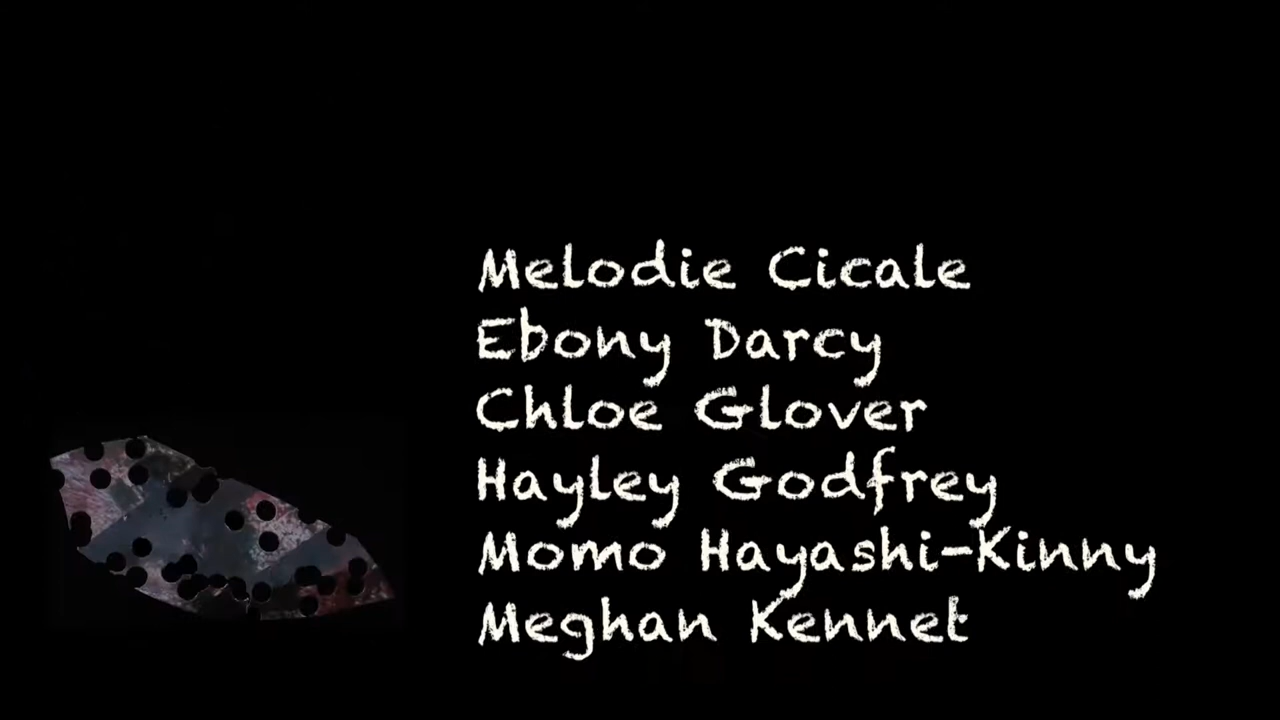 Melodie Cicale
Ebony Darcy
Chloe Glover
Hayley Godfrey
Momo Hayashi-Kinny
Meghan Kennet